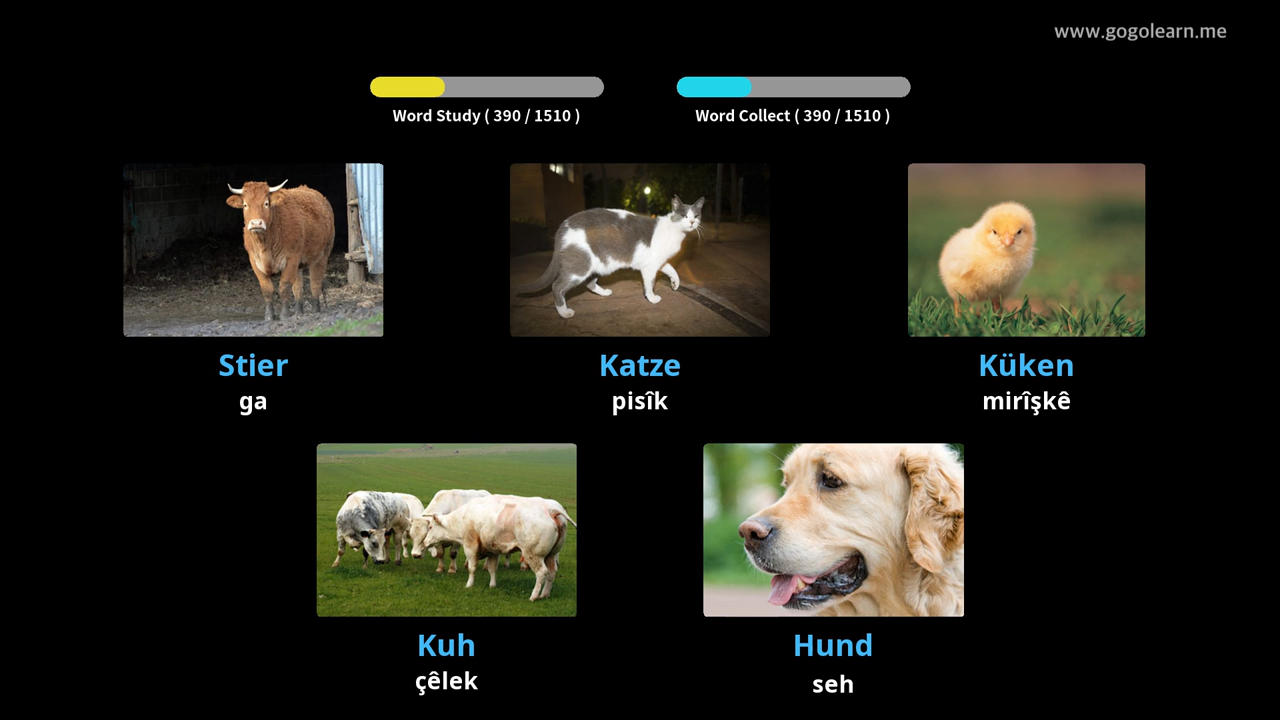 www.gogolearn.me
Word Study ( 390 / 1510 )
Word Collect ( 390 / 1510 )
Stier
ga
Katze
pisîk
Küken
mirîşkê
Kuh
çêlek
Hund
seh